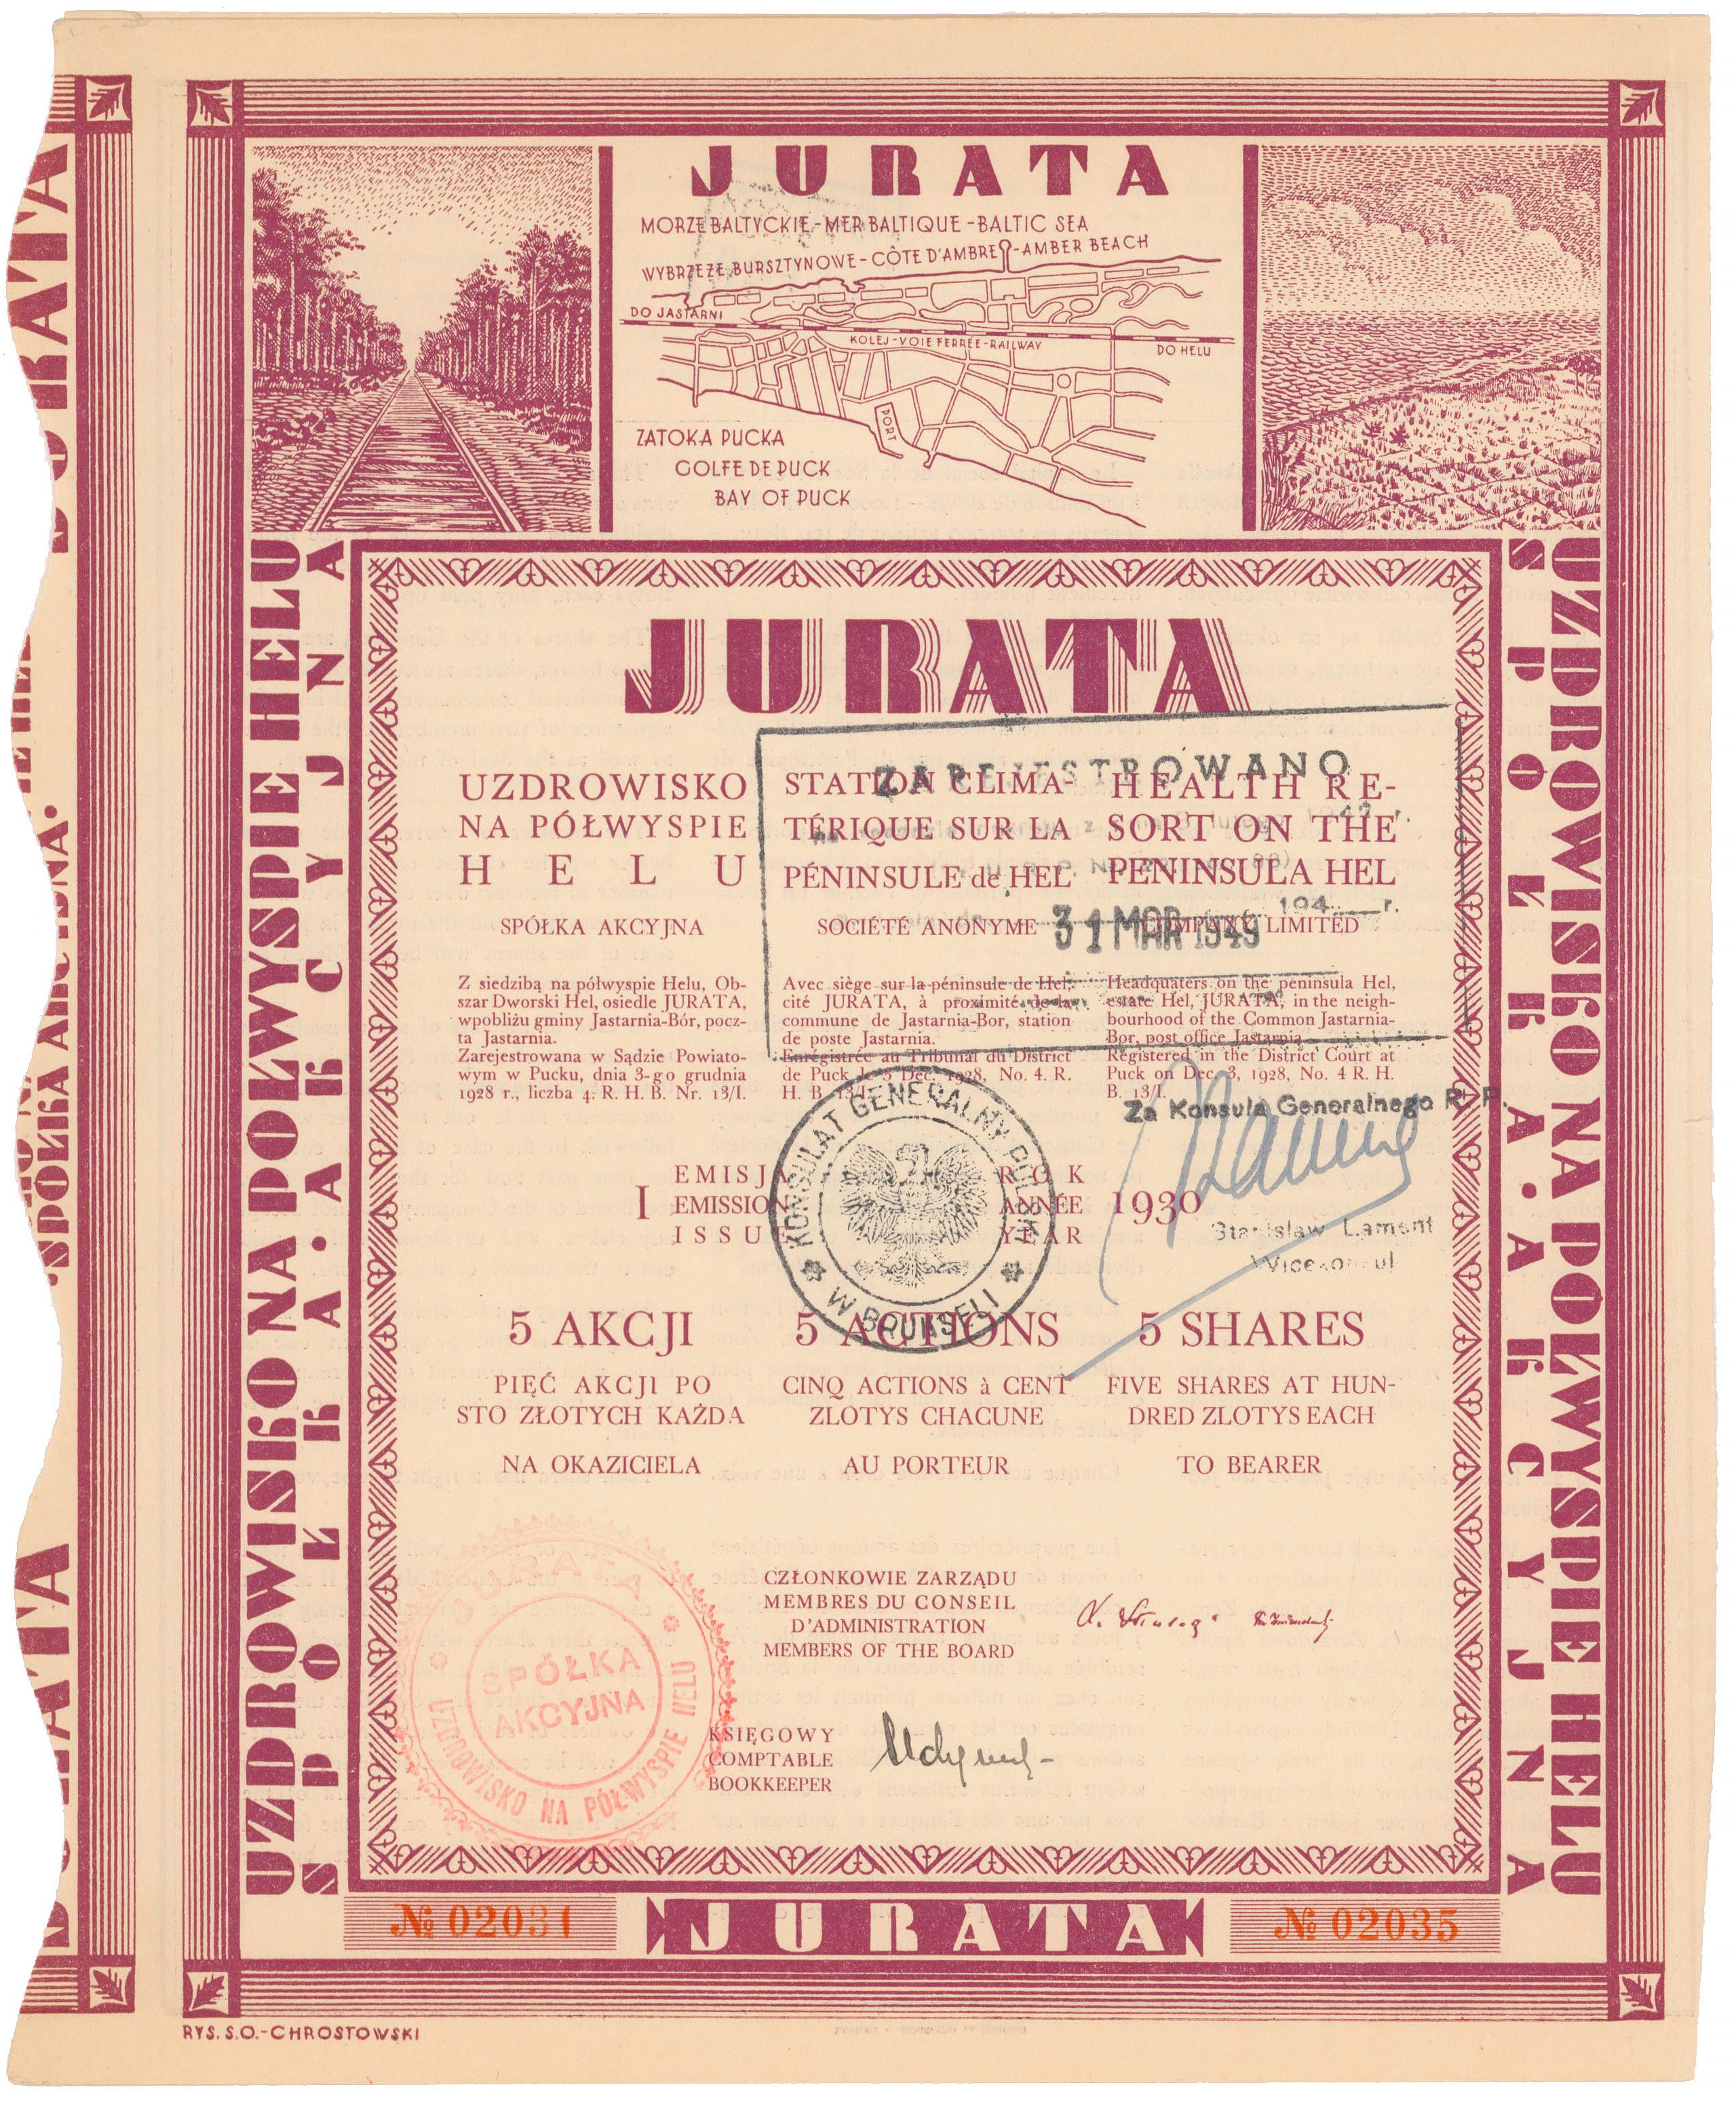 JURATA
MORZE BALTYCKIE-MER BALTIQUE-BALTIC SEA
WYBRZEŻE BURSZTYNOWE-CÔTE D'AMBRE-AMBER BEACH
DO JASTARNI
KOLEJ-VOIE FERRÉE-RAILWAY
DO HELU
PORT
ZATOKA PUCKA
GOLFE DE PUCK
BAY OF PUCK
UZDROWISKO NA PÓŁWYSPIE HELU
SPÓŁKA AKCYJNA
UZDROWISKO NA PÓŁWYSPIE HELU
SPÓŁKA·AKCYJNA
JURATA
UZDROWISKO
NA PÓŁWYSPIE
HELU
SPÓŁKA AKCYJNA
Z siedzibą na półwyspie Helu, Ob-
szar Dworski Hel, osiedle JURATA,
wpobliżu gminy Jastarnia-Bór, pocz-
ta Jastarnia.
Zarejestrowana w Sądzie Powiato-
wym w Pucku, dnia 3-go grudnia
1928 r., liczba 4. R. H. B. Nr. 13/I.
STATION CLIMA
TÉRIQUE SUR LA
PÉNINSULE de HEL
SOCIÉTÉ ANONYME
Avec siège sur la péninsule de Hel,
cité JURATA, à proximité de la
commune de Jastarnia-Bor, station
de poste Jastarnia.
Enrégistrée au Tribunal du District
de Puck le 3 Dec. 1928, No. 4. R.
H. B. 13/I.
HEALTH RE-
SORT ON THE
PENINSULA HEL
COMPANY LIMITED
Headquaters on the peninsula Hel,
estate Hel, JURATA, in the neigh-
bourhood of the Common Jastarnia-
Bor, post office Jastarnia.
Registered in the District Court at
Puck on Dec. 3, 1928, No. 4 R. H.
B. 13/I.
ZAREJESTROWANO
31 MAR 1949
Za Konsula Generalnego R. P.
Stanisław Lament
Wicekonsul
KONSULAT GENERALNY POLSKI
W BRUKSELI
I
EMISJA
EMISSION
ISSUE
ROK
ANNÉE
YEAR
1930
5 AKCJI
PIĘĆ AKCJI PO
STO ZŁOTYCH KAŻDA
NA OKAZICIELA
5 ACTIONS
CINQ ACTIONS à CENT
ZLOTYS CHACUNE
AU PORTEUR
5 SHARES
FIVE SHARES AT HUN-
DRED ZLOTYS EACH
TO BEARER
CZŁONKOWIE ZARZĄDU
MEMBRES DU CONSEIL
D'ADMINISTRATION
MEMBERS OF THE BOARD
KSIĘGOWY
COMPTABLE
BOOKKEEPER
JURATA
SPÓŁKA
AKCYJNA
UZDROWISKO NA PÓŁWYSPIE HELU
№ 02031
JURATA
№ 02035
RYS. S.O.-CHROSTOWSKI